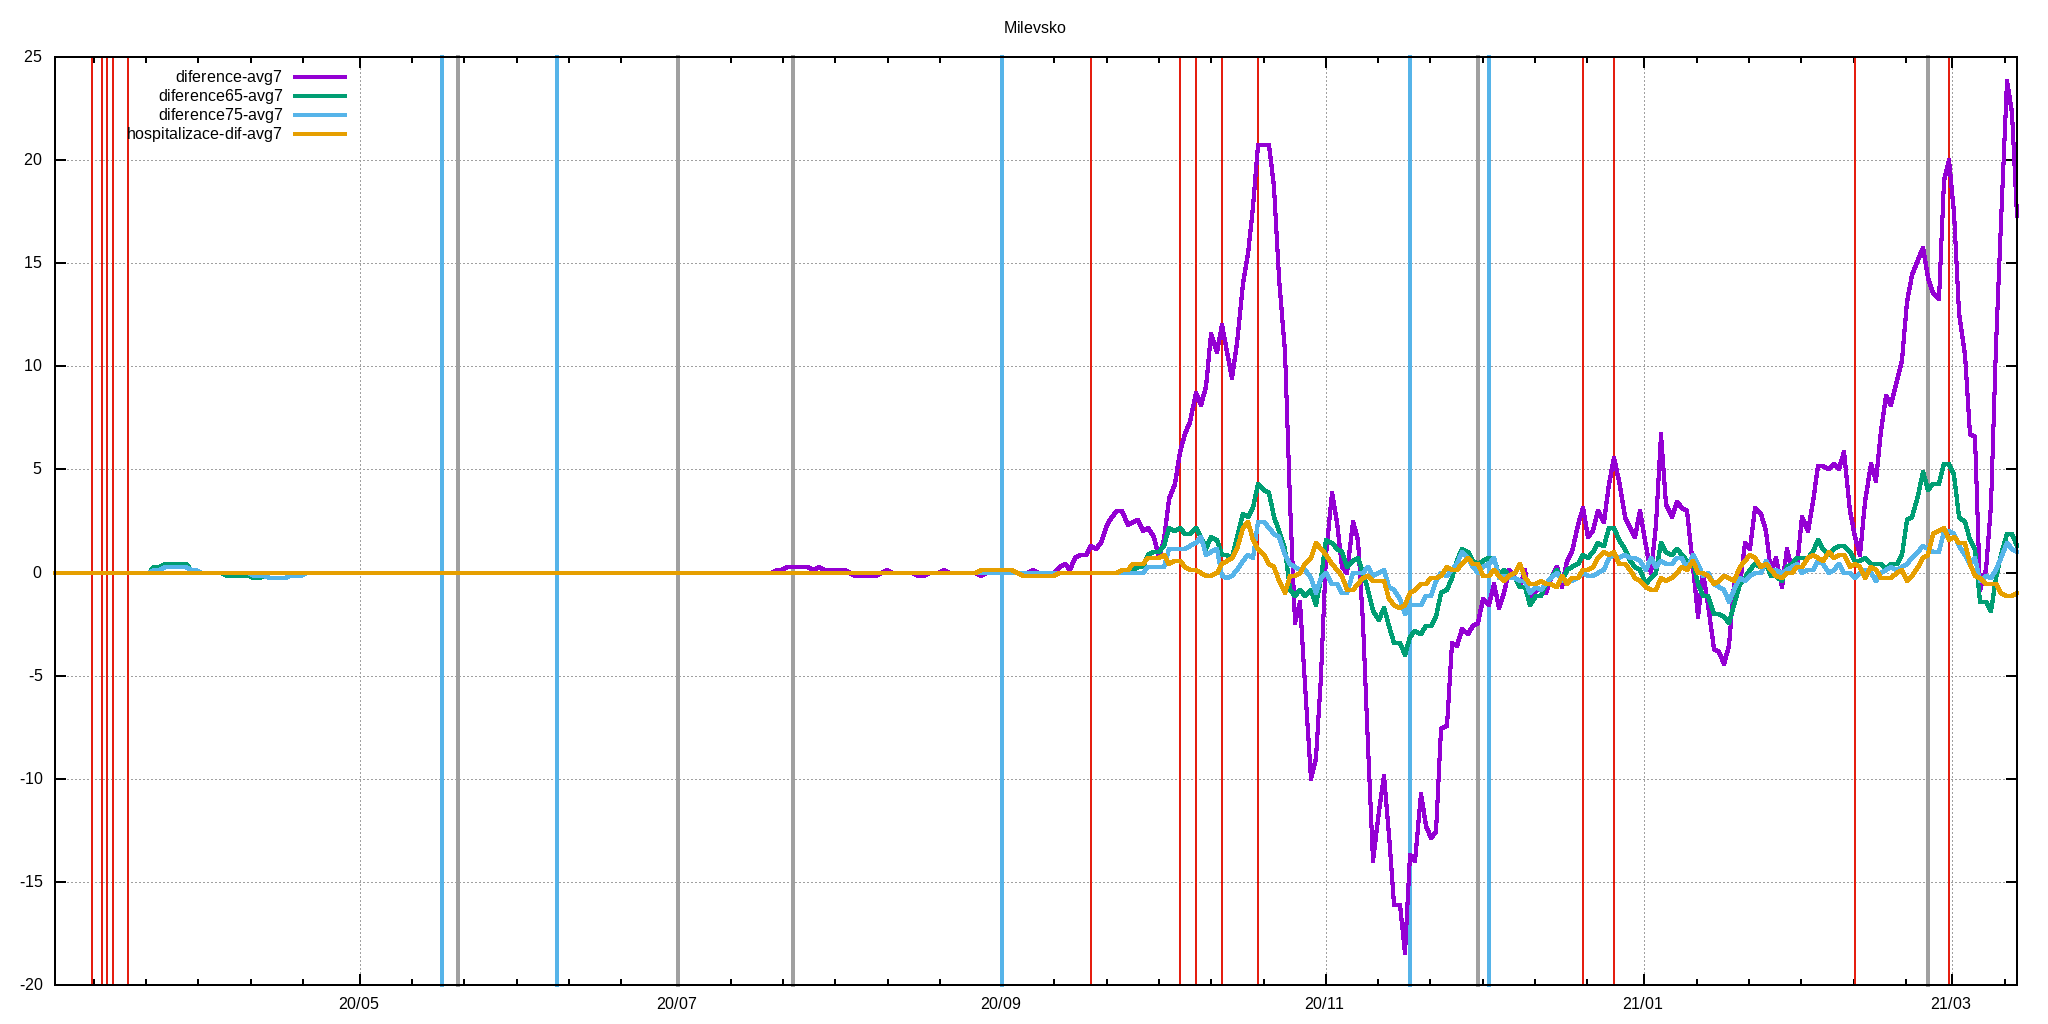 Milevsko
25
diference-avg7
diference65-avg7
diference75-avg7
hospitalizace-dif-avg7
20
15
10
5
0
-5
-10
-15
-20
20/05 20/07 20/09 20/11 21/01 21/03